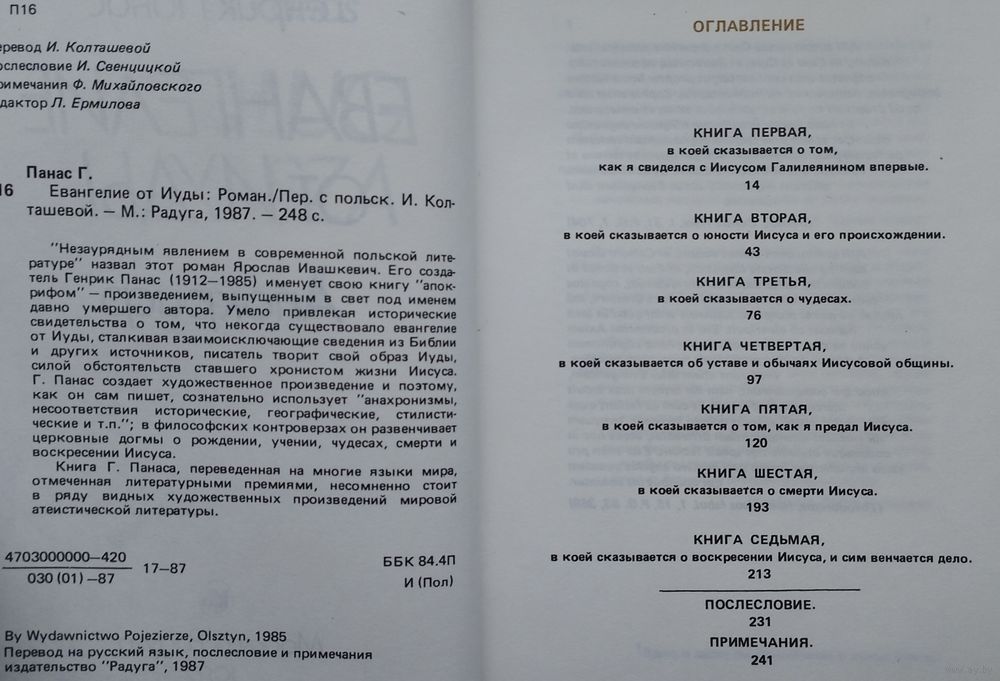 П16
еревод И. Колташевой
ослесловие И. Свенцицкой
римечания Ф. Михайловского
дактор Л. Ермилова
Панас Г.
16 Евангелие от Иуды: Роман./Пер. с польск. И. Кол-
ташевой. — М.: Радуга, 1987. — 248 с.
"Незаурядным явлением в современной польской лите-
ратуре" назвал этот роман Ярослав Ивашкевич. Его созда-
тель Генрик Панас (1912—1985) именует свою книгу "апок-
рифом" — произведением, выпущенным в свет под именем
давно умершего автора. Умело привлекая исторические
свидетельства о том, что некогда существовало евангелие
от Иуды, сталкивая взаимоисключающие сведения из Библии
и других источников, писатель творит свой образ Иуды,
силой обстоятельств ставшего хронистом жизни Иисуса.
Г. Панас создает художественное произведение и поэтому,
как он сам пишет, сознательно использует "анахронизмы,
несоответствия исторические, географические, стилисти-
ческие и т.п."; в философских контроверзах он развенчивает
церковные догмы о рождении, учении, чудесах, смерти и
воскресении Иисуса.
Книга Г. Панаса, переведенная на многие языки мира,
отмеченная литературными премиями, несомненно стоит
в ряду видных художественных произведений мировой
атеистической литературы.
4703000000—420
030 (01) —87
17—87
ББК 84.4П
И (Пол)
By Wydawnictwo Pojezierze, Olsztyn, 1985
Перевод на русский язык, послесловие и примечания
издательство "Радуга", 1987
ОГЛАВЛЕНИЕ
КНИГА ПЕРВАЯ,
в коей сказывается о том,
как я свиделся с Иисусом Галилеянином впервые.
14
КНИГА ВТОРАЯ,
в коей сказывается о юности Иисуса и его происхождении.
43
КНИГА ТРЕТЬЯ,
в коей сказывается о чудесах.
76
КНИГА ЧЕТВЕРТАЯ,
в коей сказывается об уставе и обычаях Иисусовой общины.
97
КНИГА ПЯТАЯ,
в коей сказывается о том, как я предал Иисуса.
120
КНИГА ШЕСТАЯ,
в коей сказывается о смерти Иисуса.
193
КНИГА СЕДЬМАЯ,
в коей сказывается о воскресении Иисуса, и сим венчается дело.
213
ПОСЛЕСЛОВИЕ.
231
ПРИМЕЧАНИЯ.
241